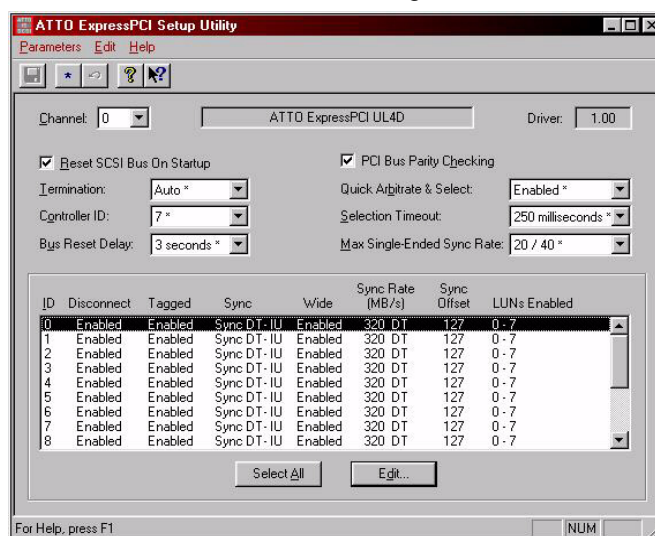 ATTO ExpressPCI Setup Utility
Parameters Edit Help
Channel: 0 ATTO ExpressPCI UL4D Driver: 1.00
Reset SCSI Bus On Startup PCI Bus Parity Checking
Termination: Auto * Quick Arbitrate & Select: Enabled *
Controller ID: 7 * Selection Timeout: 250 milliseconds *
Bus Reset Delay: 3 seconds * Max Single-Ended Sync Rate: 20 / 40 *
Sync Rate Sync
ID Disconnect Tagged Sync Wide (MB/s) Offset LUNs Enabled
0 Enabled Enabled Sync DT-IU Enabled 320 DT 127 0 - 7
1 Enabled Enabled Sync DT-IU Enabled 320 DT 127 0 - 7
2 Enabled Enabled Sync DT-IU Enabled 320 DT 127 0 - 7
3 Enabled Enabled Sync DT-IU Enabled 320 DT 127 0 - 7
4 Enabled Enabled Sync DT-IU Enabled 320 DT 127 0 - 7
5 Enabled Enabled Sync DT-IU Enabled 320 DT 127 0 - 7
6 Enabled Enabled Sync DT-IU Enabled 320 DT 127 0 - 7
7 Enabled Enabled Sync DT-IU Enabled 320 DT 127 0 - 7
8 Enabled Enabled Sync DT-IU Enabled 320 DT 127 0 - 7
Select All Edit...
For Help, press F1 NUM